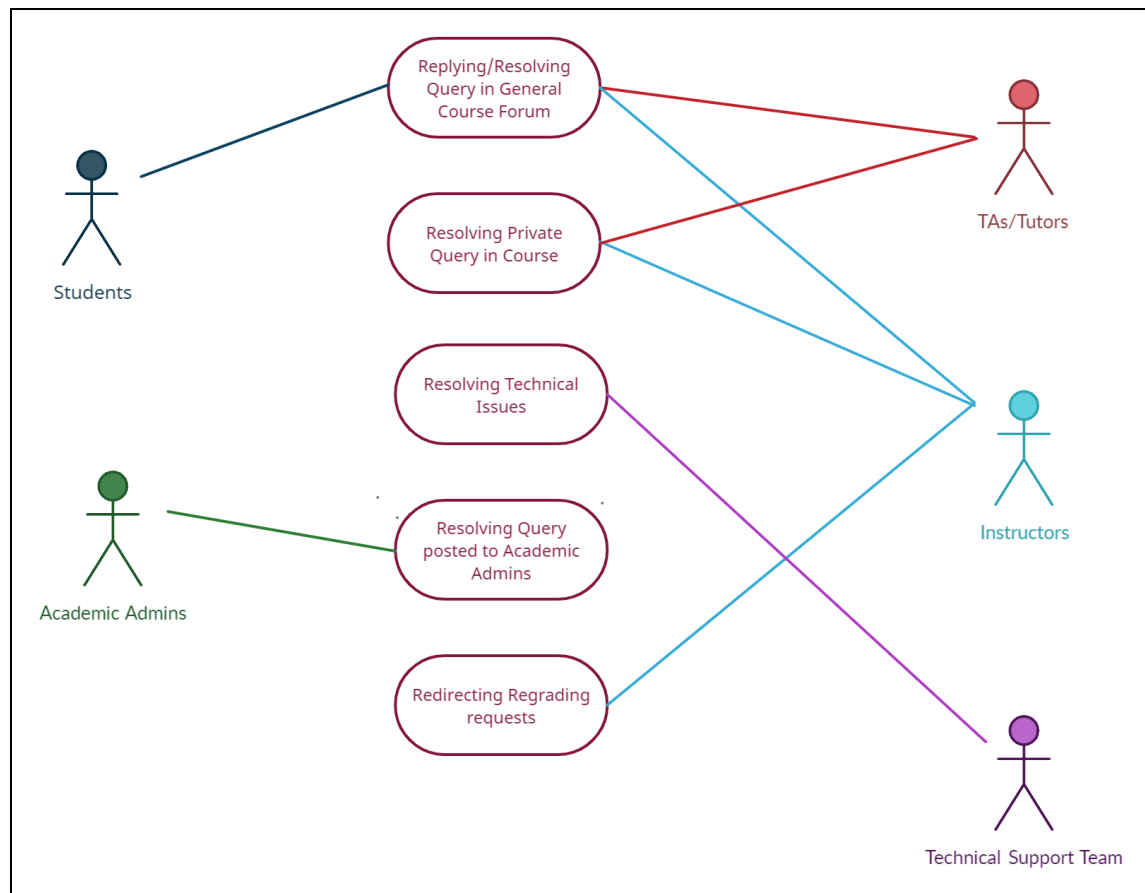 Replying/Resolving
Query in General
Course Forum
Students
TAs/Tutors
Resolving Private
Query in Course
Resolving Technical
Issues
Instructors
Resolving Query
posted to Academic
Admins
Academic Admins
Redirecting Regrading
requests
Technical Support Team